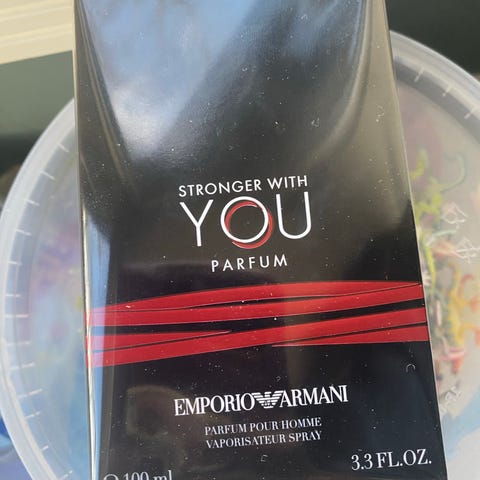 STRONGER WITH
YOU
PARFUM
EMPORIO ARMANI
PARFUM POUR HOMME
VAPORISATEUR SPRAY
100 ml
3.3 FL.OZ.